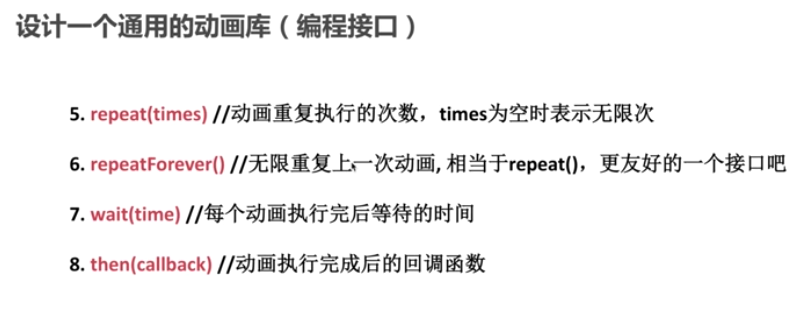 设计一个通用的动画库（编程接口）
5. repeat(times) //动画重复执行的次数，times为空时表示无限次
6. repeatForever() //无限重复上一次动画, 相当于repeat()，更友好的一个接口吧
7. wait(time) //每个动画执行完后等待的时间
8. then(callback) //动画执行完成后的回调函数